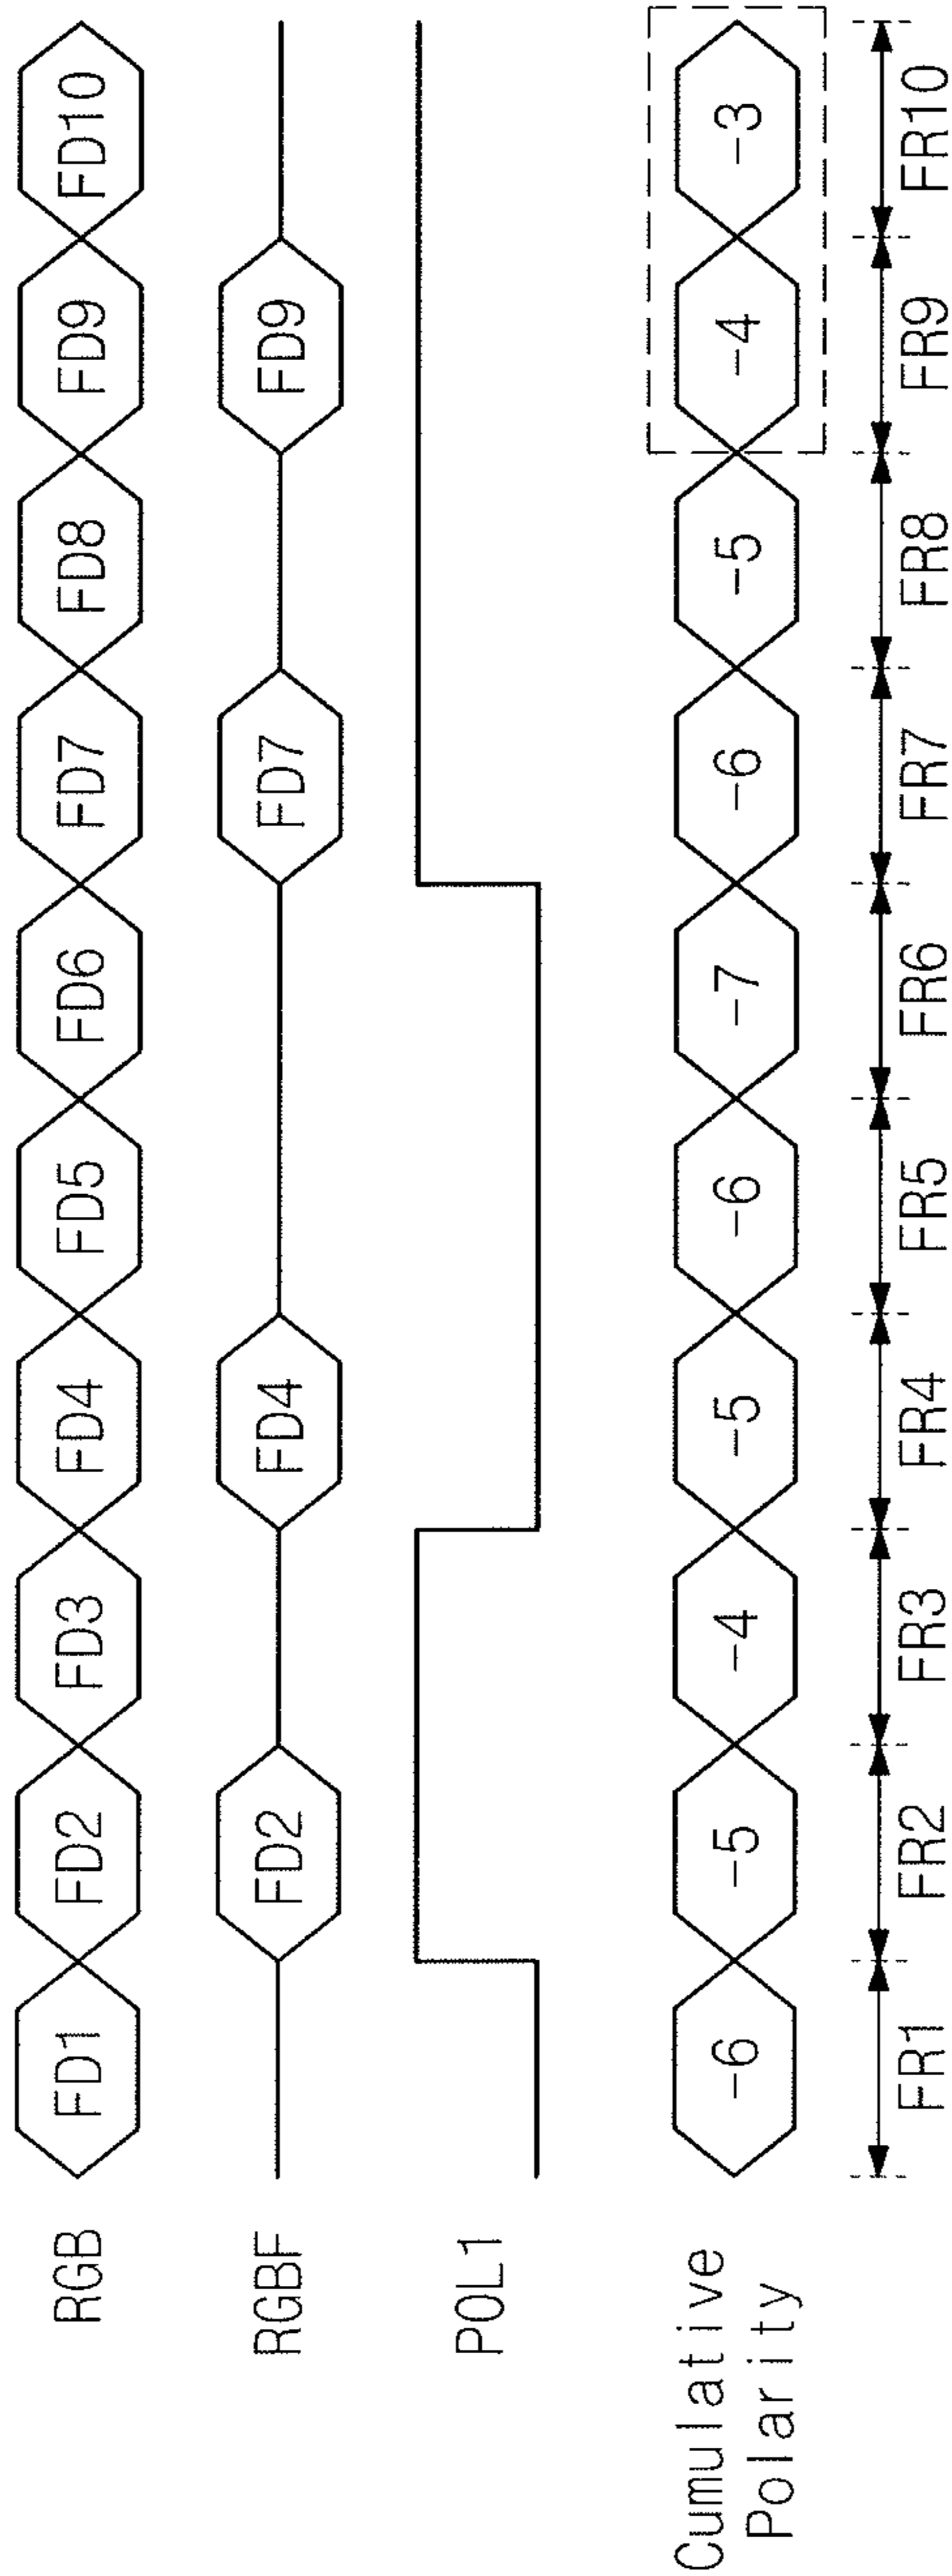 RGB FD1 FD2 FD3 FD4 FD5 FD6 FD7 FD8 FD9 FD10
RGBF FD2 FD4 FD7 FD9
POL1
Cumulative
Polarity
-6 -5 -4 -5 -6 -7 -6 -5 -4 -3
FR1 FR2 FR3 FR4 FR5 FR6 FR7 FR8 FR9 FR10